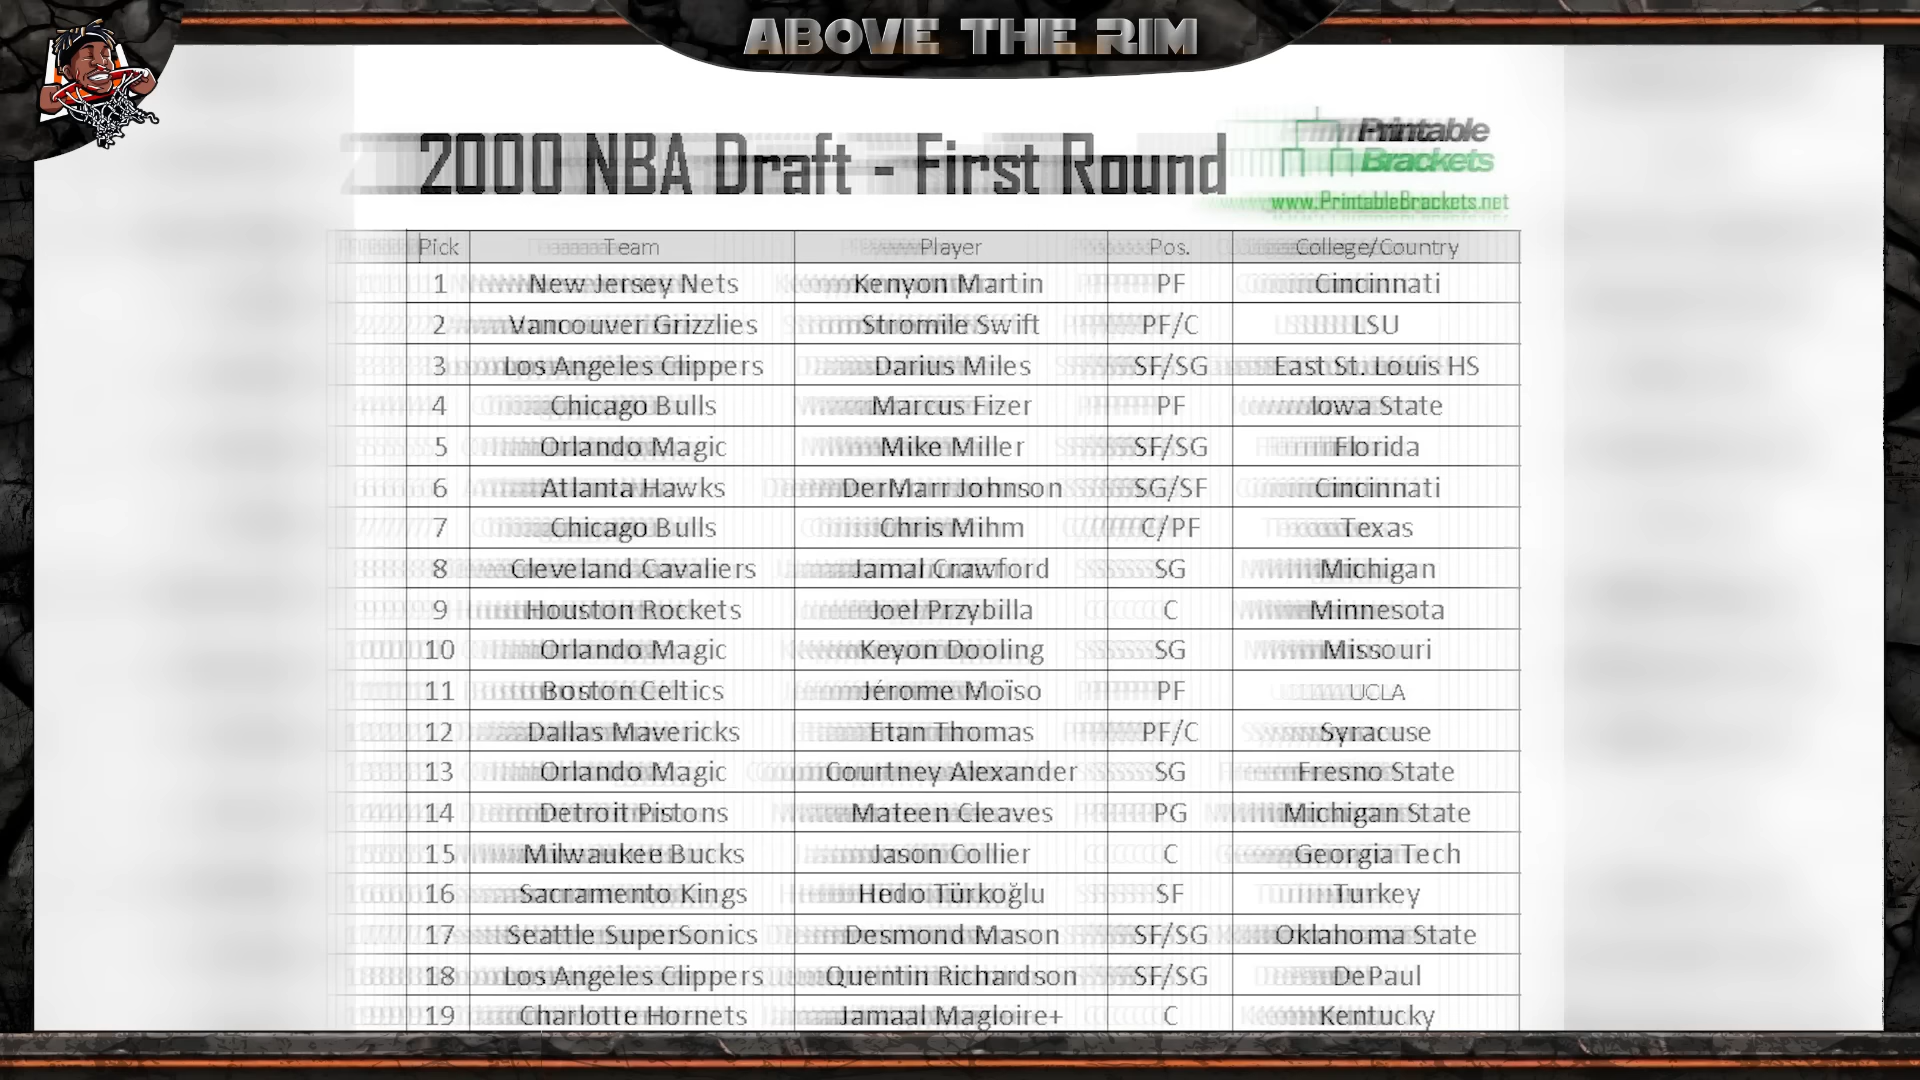 ABOVE THE RIM
2000 NBA Draft - First Round
Printable
Brackets
www.PrintableBrackets.net
Pick Team Player Pos. College/Country
1 New Jersey Nets Kenyon Martin PF Cincinnati
2 Vancouver Grizzlies Stromile Swift PF/C LSU
3 Los Angeles Clippers Darius Miles SF/SG East St. Louis HS
4 Chicago Bulls Marcus Fizer PF Iowa State
5 Orlando Magic Mike Miller SF/SG Florida
6 Atlanta Hawks DerMarr Johnson SG/SF Cincinnati
7 Chicago Bulls Chris Mihm C/PF Texas
8 Cleveland Cavaliers Jamal Crawford SG Michigan
9 Houston Rockets Joel Przybilla C Minnesota
10 Orlando Magic Keyon Dooling SG Missouri
11 Boston Celtics Jérome Moïso PF UCLA
12 Dallas Mavericks Etan Thomas PF/C Syracuse
13 Orlando Magic Courtney Alexander SG Fresno State
14 Detroit Pistons Mateen Cleaves PG Michigan State
15 Milwaukee Bucks Jason Collier C Georgia Tech
16 Sacramento Kings Hedo Türkoğlu SF Turkey
17 Seattle SuperSonics Desmond Mason SF/SG Oklahoma State
18 Los Angeles Clippers Quentin Richardson SF/SG DePaul
19 Charlotte Hornets Jamaal Magloire+ C Kentucky